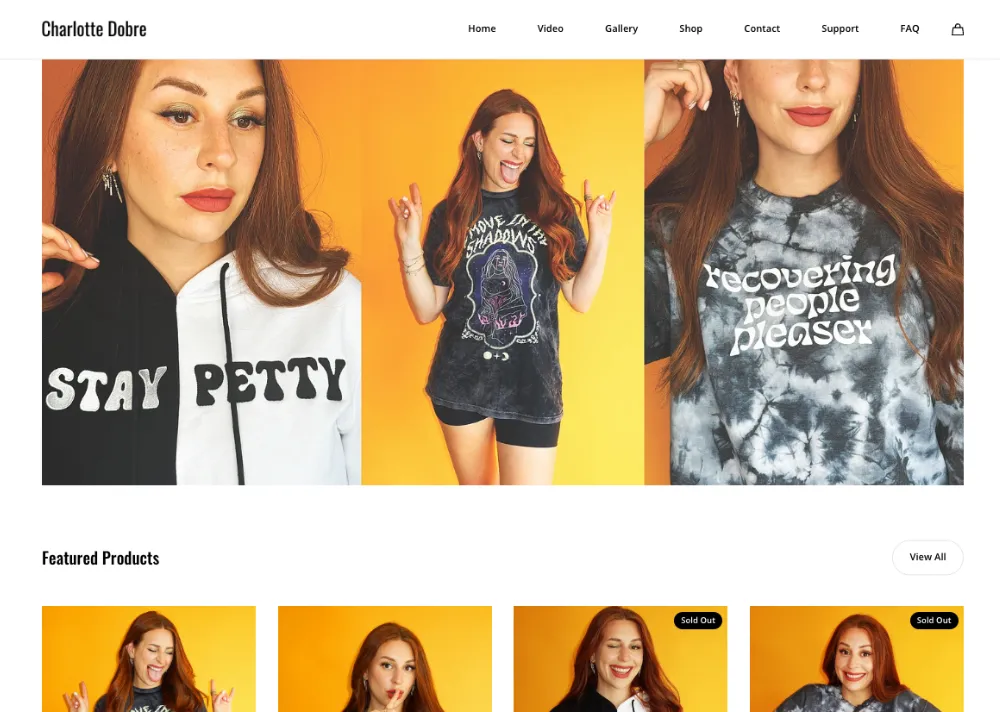 Charlotte Dobre
Home
Video
Gallery
Shop
Contact
Support
FAQ
STAY PETTY
MOVE IN MY
SHADOWS
recovering
people
pleaser
Featured Products
View All
Sold Out
Sold Out